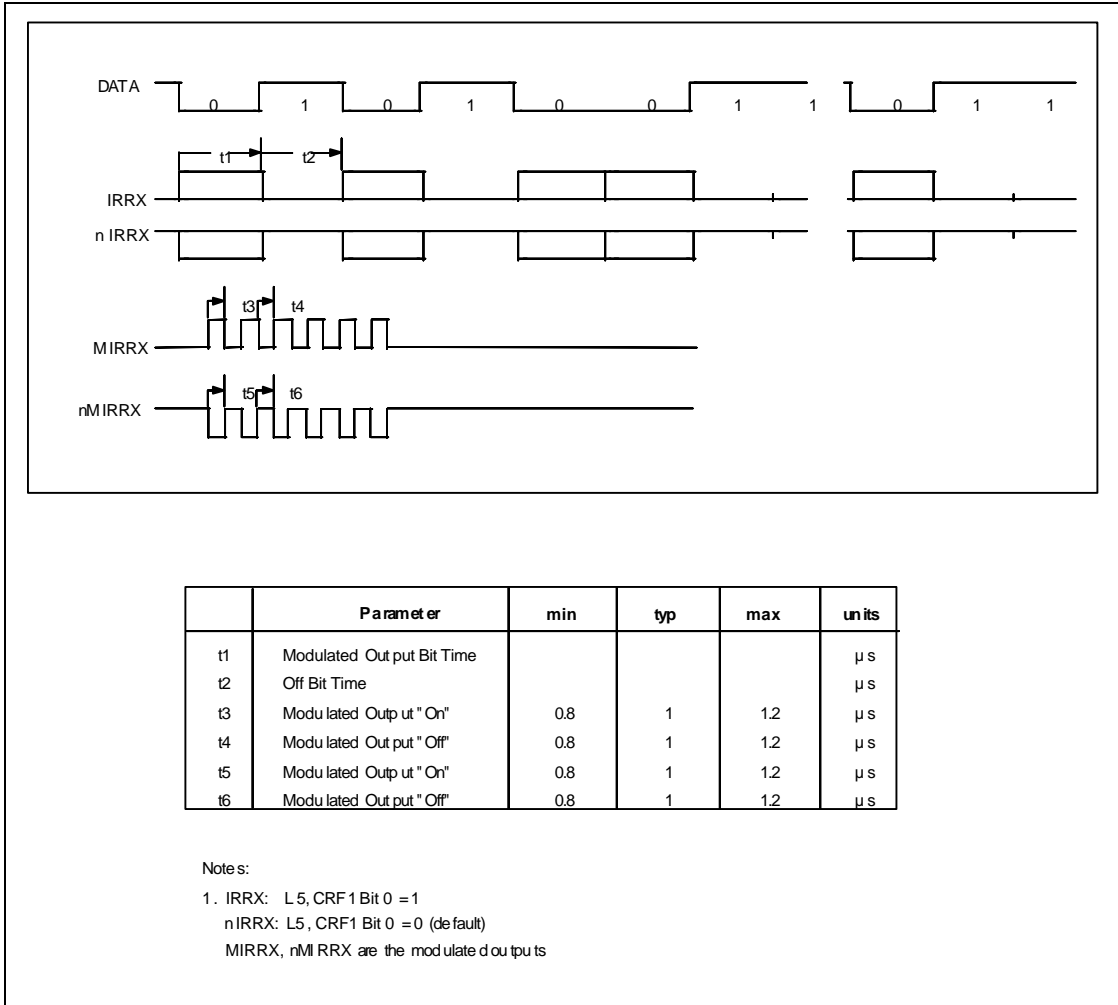 DATA 0 1 0 1 0 0 1 1 0 1 1
t1 t2
IRRX
n IRRX
t3 t4
MIRRX
t5 t6
nMIRRX
Parameter min typ max units
t1 Modulated Output Bit Time µs
t2 Off Bit Time µs
t3 Modulated Output "On" 0.8 1 1.2 µs
t4 Modulated Output "Off" 0.8 1 1.2 µs
t5 Modulated Output "On" 0.8 1 1.2 µs
t6 Modulated Output "Off" 0.8 1 1.2 µs
Notes:
1. IRRX: L5, CRF1 Bit 0 = 1
nIRRX: L5, CRF1 Bit 0 = 0 (default)
MIRRX, nMIRRX are the modulated outputs